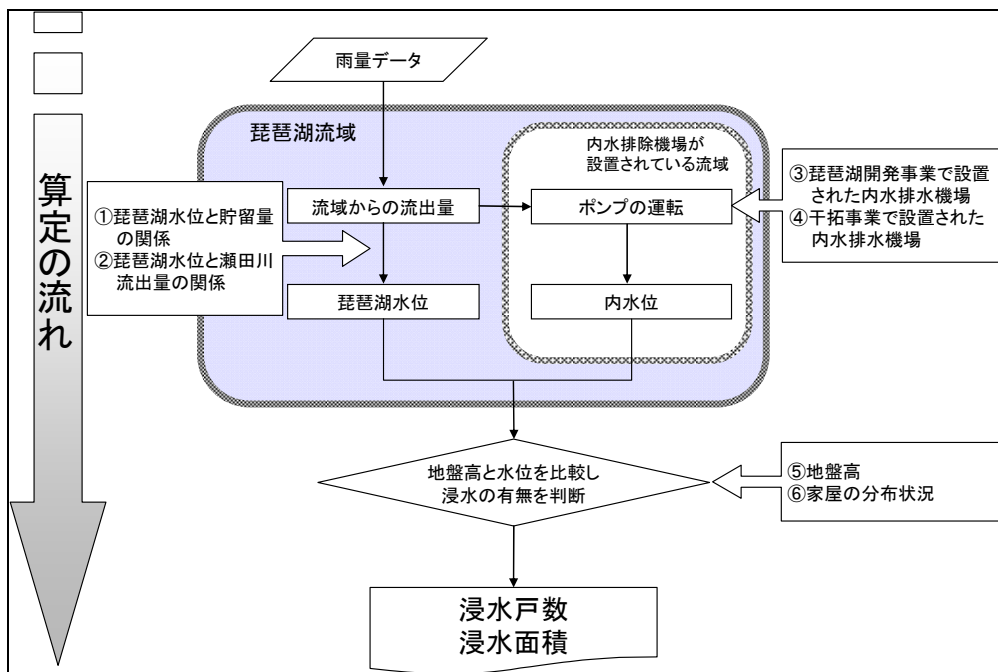 算定の流れ
雨量データ
琵琶湖流域
内水排除機場が
設置されている流域
①琵琶湖水位と貯留量
の関係
②琵琶湖水位と瀬田川
流出量の関係
流域からの流出量
ポンプの運転
③琵琶湖開発事業で設置
された内水排水機場
④干拓事業で設置された
内水排水機場
琵琶湖水位
内水位
地盤高と水位を比較し
浸水の有無を判断
⑤地盤高
⑥家屋の分布状況
浸水戸数
浸水面積